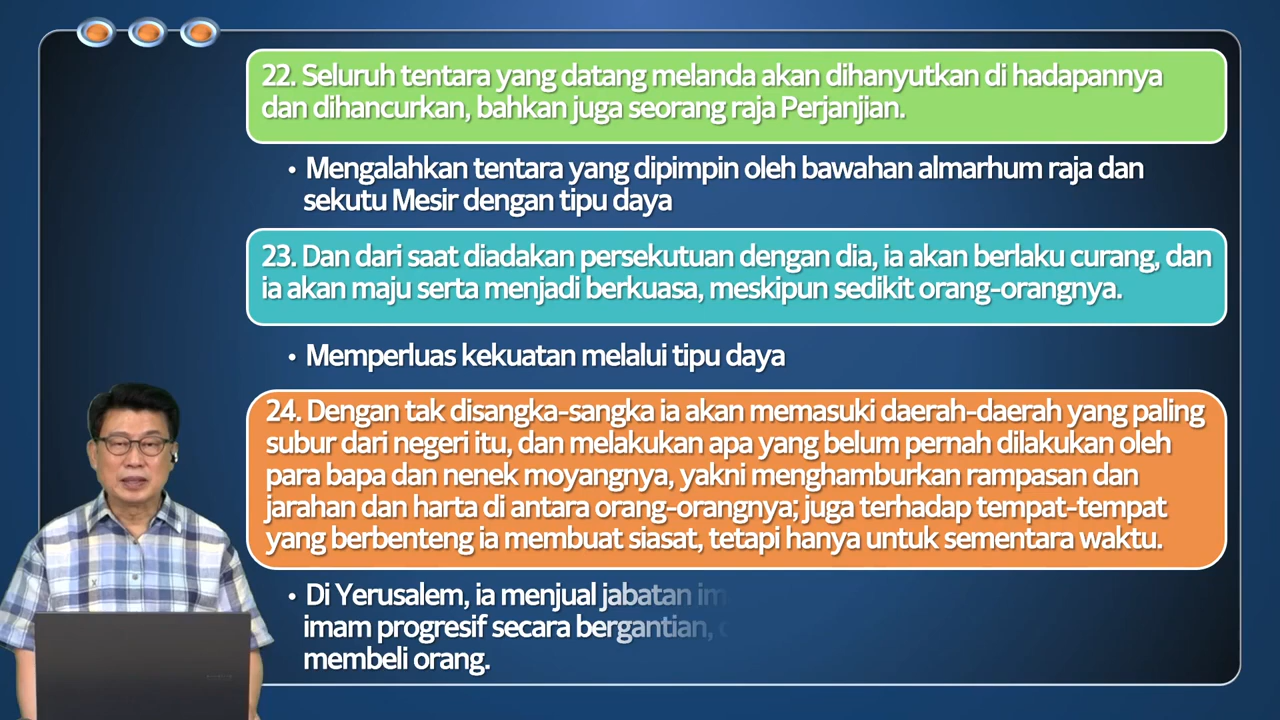 22. Seluruh tentara yang datang melanda akan dihanyutkan di hadapannya
dan dihancurkan, bahkan juga seorang raja Perjanjian.
• Mengalahkan tentara yang dipimpin oleh bawahan almarhum raja dan
sekutu Mesir dengan tipu daya
23. Dan dari saat diadakan persekutuan dengan dia, ia akan berlaku curang, dan
ia akan maju serta menjadi berkuasa, meskipun sedikit orang-orangnya.
• Memperluas kekuatan melalui tipu daya
24. Dengan tak disangka-sangka ia akan memasuki daerah-daerah yang paling
subur dari negeri itu, dan melakukan apa yang belum pernah dilakukan oleh
para bapa dan nenek moyangnya, yakni menghamburkan rampasan dan
jarahan dan harta di antara orang-orangnya; juga terhadap tempat-tempat
yang berbenteng ia membuat siasat, tetapi hanya untuk sementara waktu.
• Di Yerusalem, ia menjual jabatan
imam progresif secara bergantian,
membeli orang.